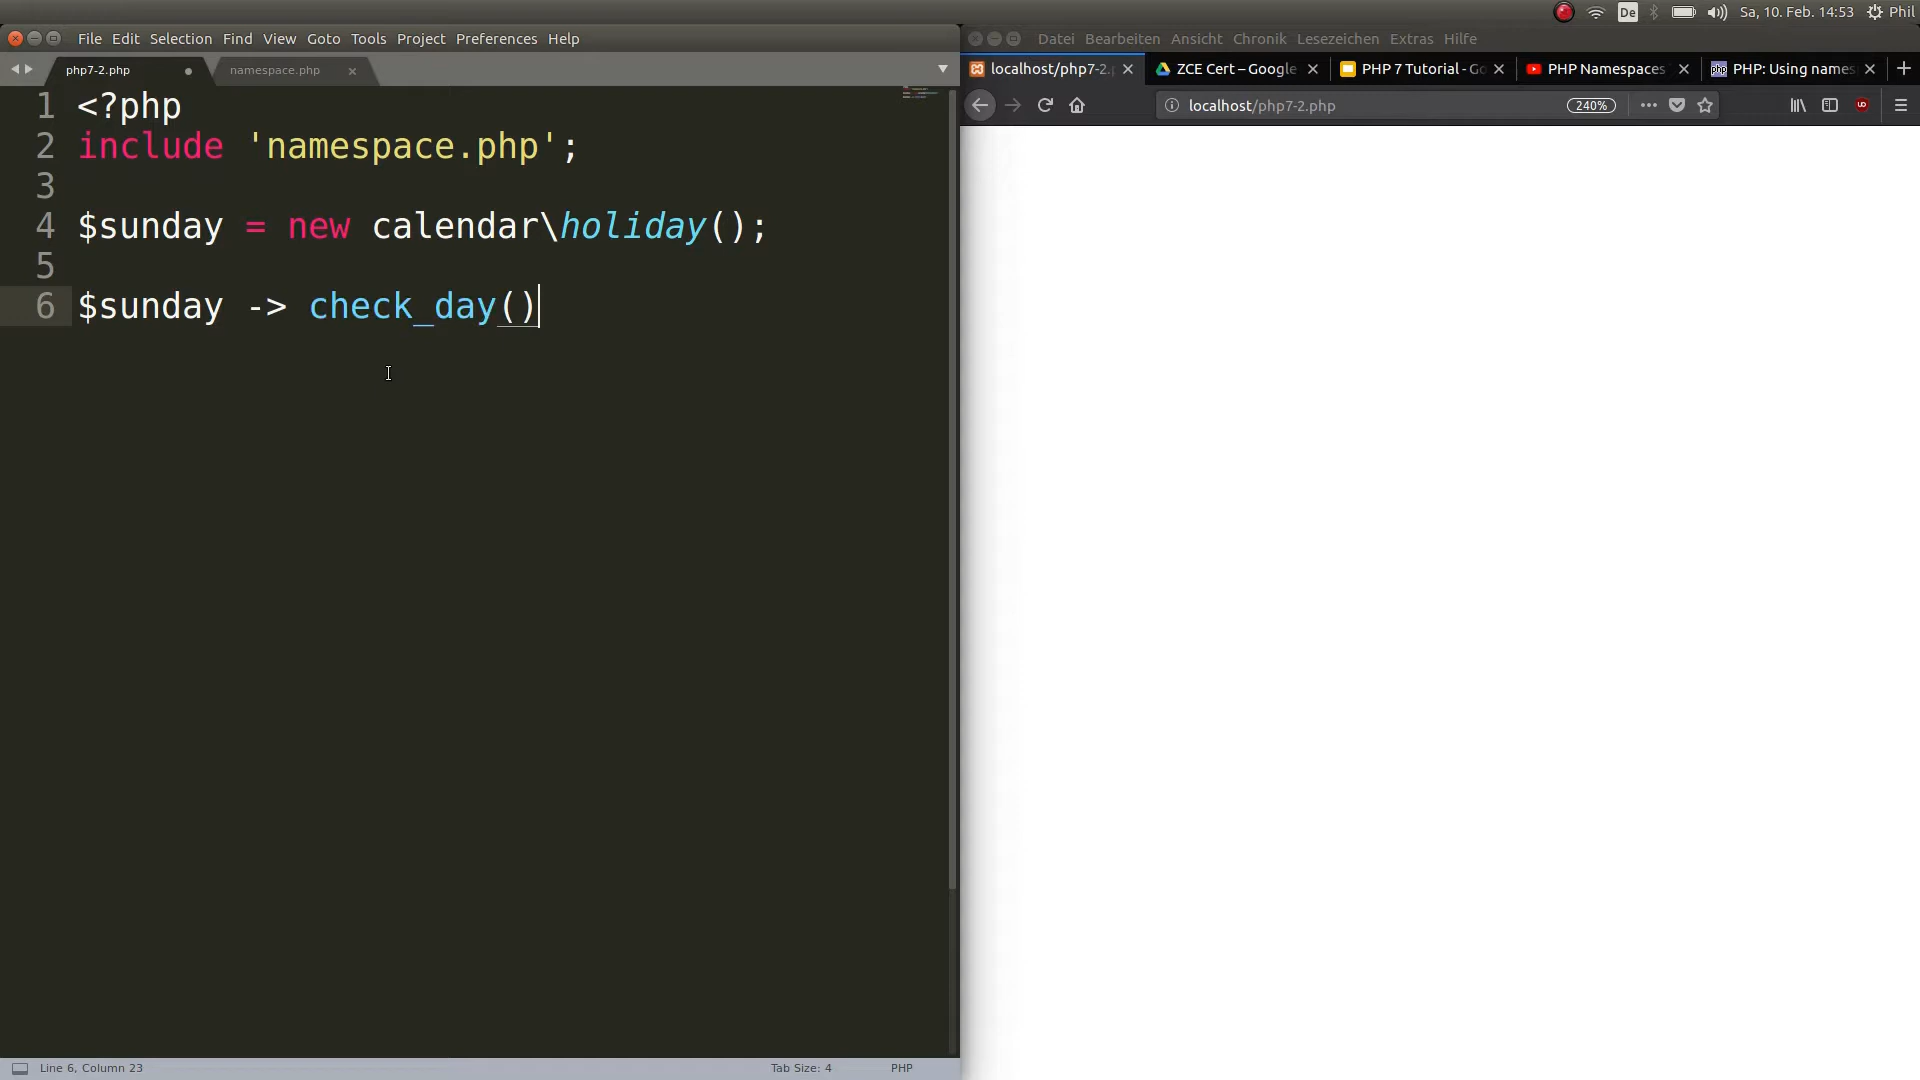 De
Sa, 10. Feb. 14:53
Phil
File Edit Selection Find View Goto Tools Project Preferences Help
Datei Bearbeiten Ansicht Chronik Lesezeichen Extras Hilfe
php7-2.php
namespace.php
localhost/php7-2.
ZCE Cert – Google
PHP 7 Tutorial - Go
PHP Namespaces
PHP: Using names
localhost/php7-2.php
240%
1 <?php
2 include 'namespace.php';
3
4 $sunday = new calendar\holiday();
5
6 $sunday -> check_day()
Line 6, Column 23
Tab Size: 4
PHP